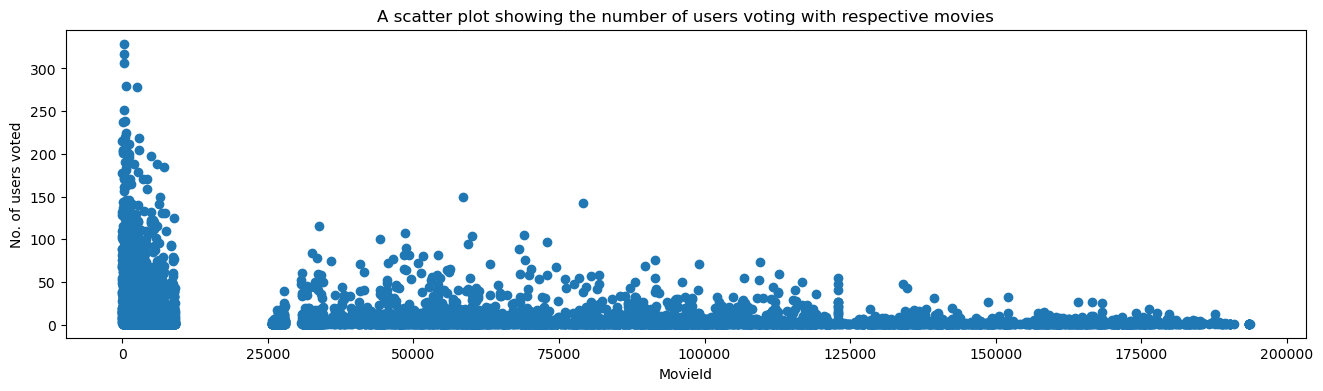 A scatter plot showing the number of users voting with respective movies
No. of users voted
300
250
200
150
100
50
0
0 25000 50000 75000 100000 125000 150000 175000 200000
MovieId